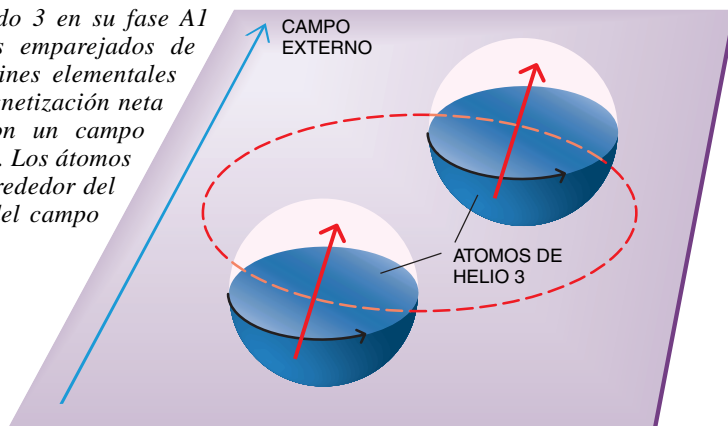 do 3 en su fase A1
s emparejados de
ines elementales
netización neta
on un campo
. Los átomos
rededor del
del campo
CAMPO
EXTERNO
ATOMOS DE
HELIO 3